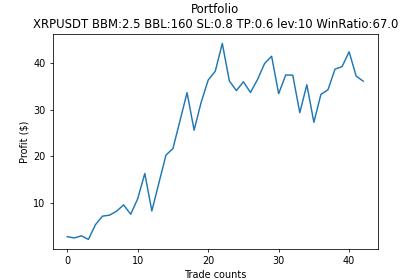 Portfolio
XRPUSDT BBM:2.5 BBL:160 SL:0.8 TP:0.6 lev:10 WinRatio:67.0
40
30
20
10
Profit ($)
0
10
20
30
40
Trade counts